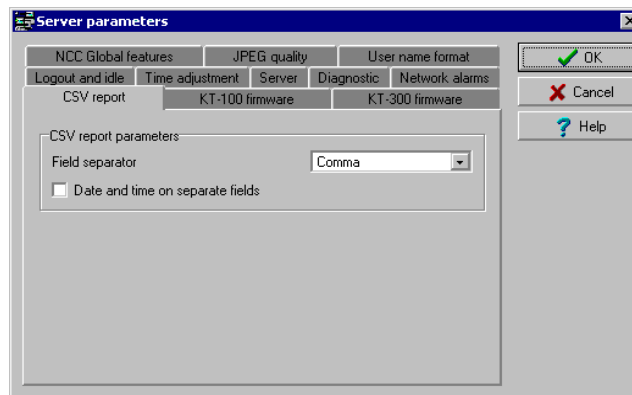 Server parameters
NCC Global features JPEG quality User name format
Logout and idle Time adjustment Server Diagnostic Network alarms
CSV report KT-100 firmware KT-300 firmware
CSV report parameters
Field separator Comma
Date and time on separate fields
OK
Cancel
Help